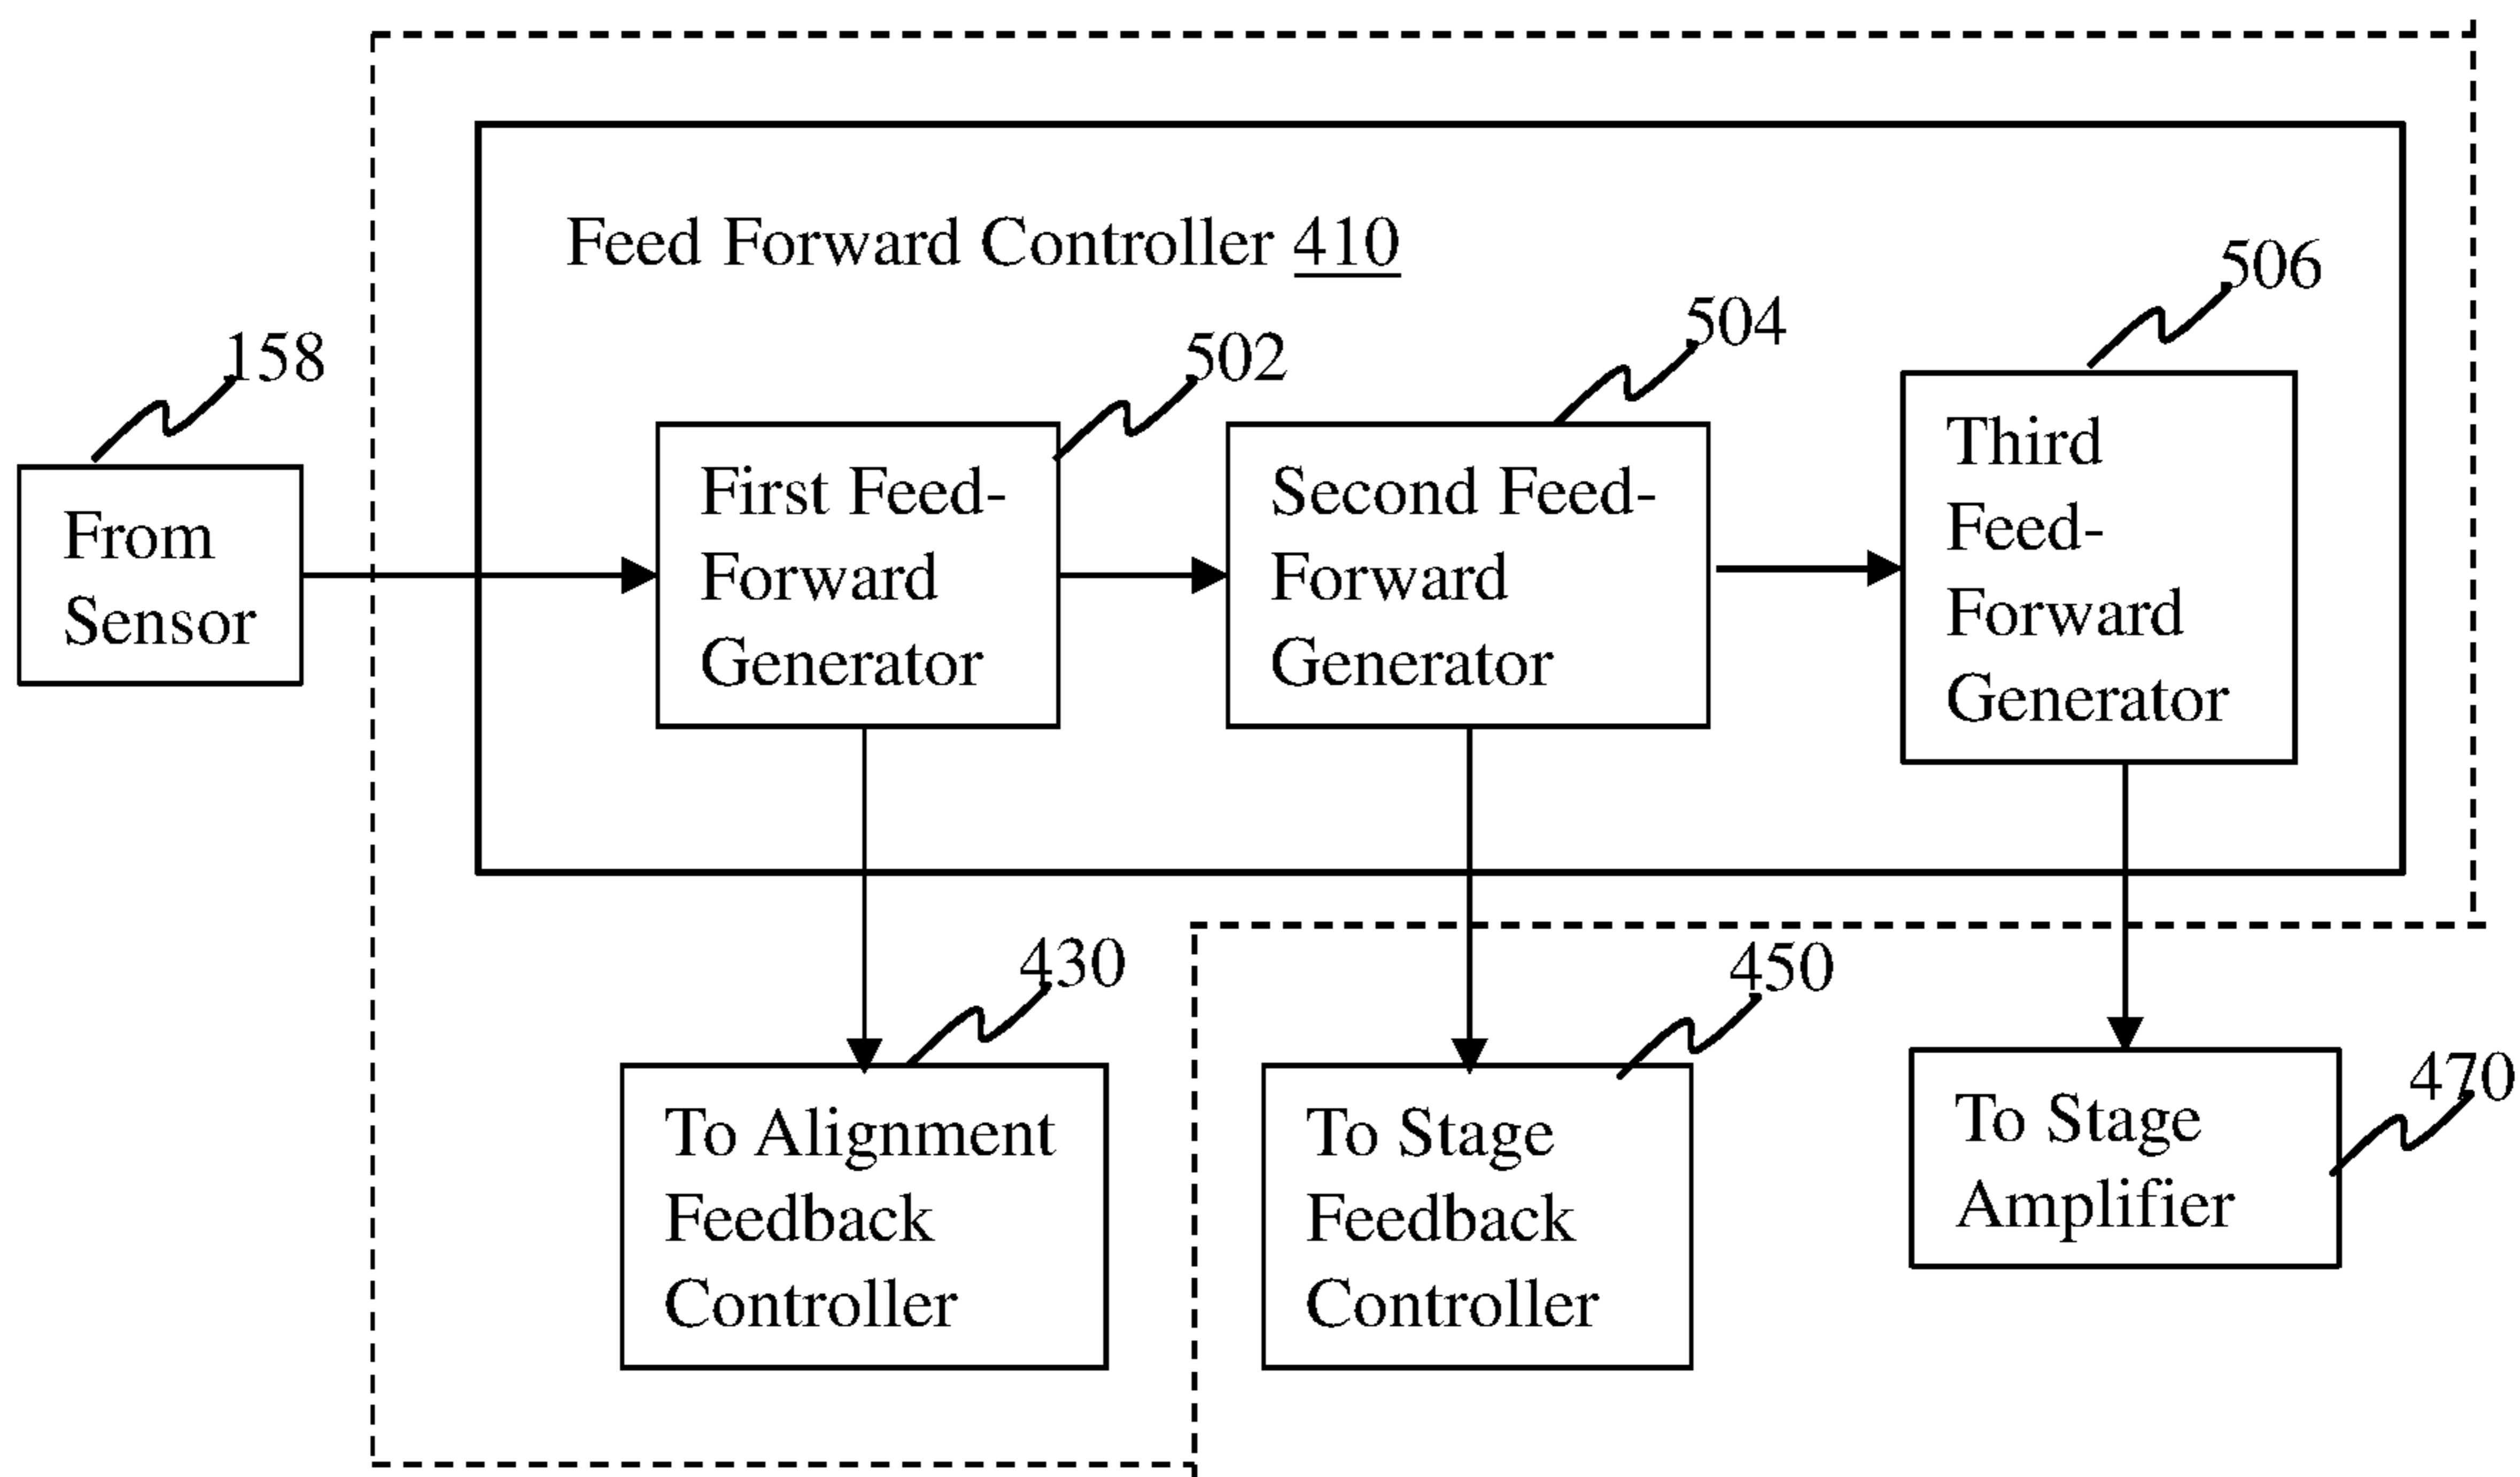 Feed Forward Controller 410
506
504
158
502
From
Sensor
First Feed-
Forward
Generator
Second Feed-
Forward
Generator
Third
Feed-
Forward
Generator
430
450
470
To Alignment
Feedback
Controller
To Stage
Feedback
Controller
To Stage
Amplifier